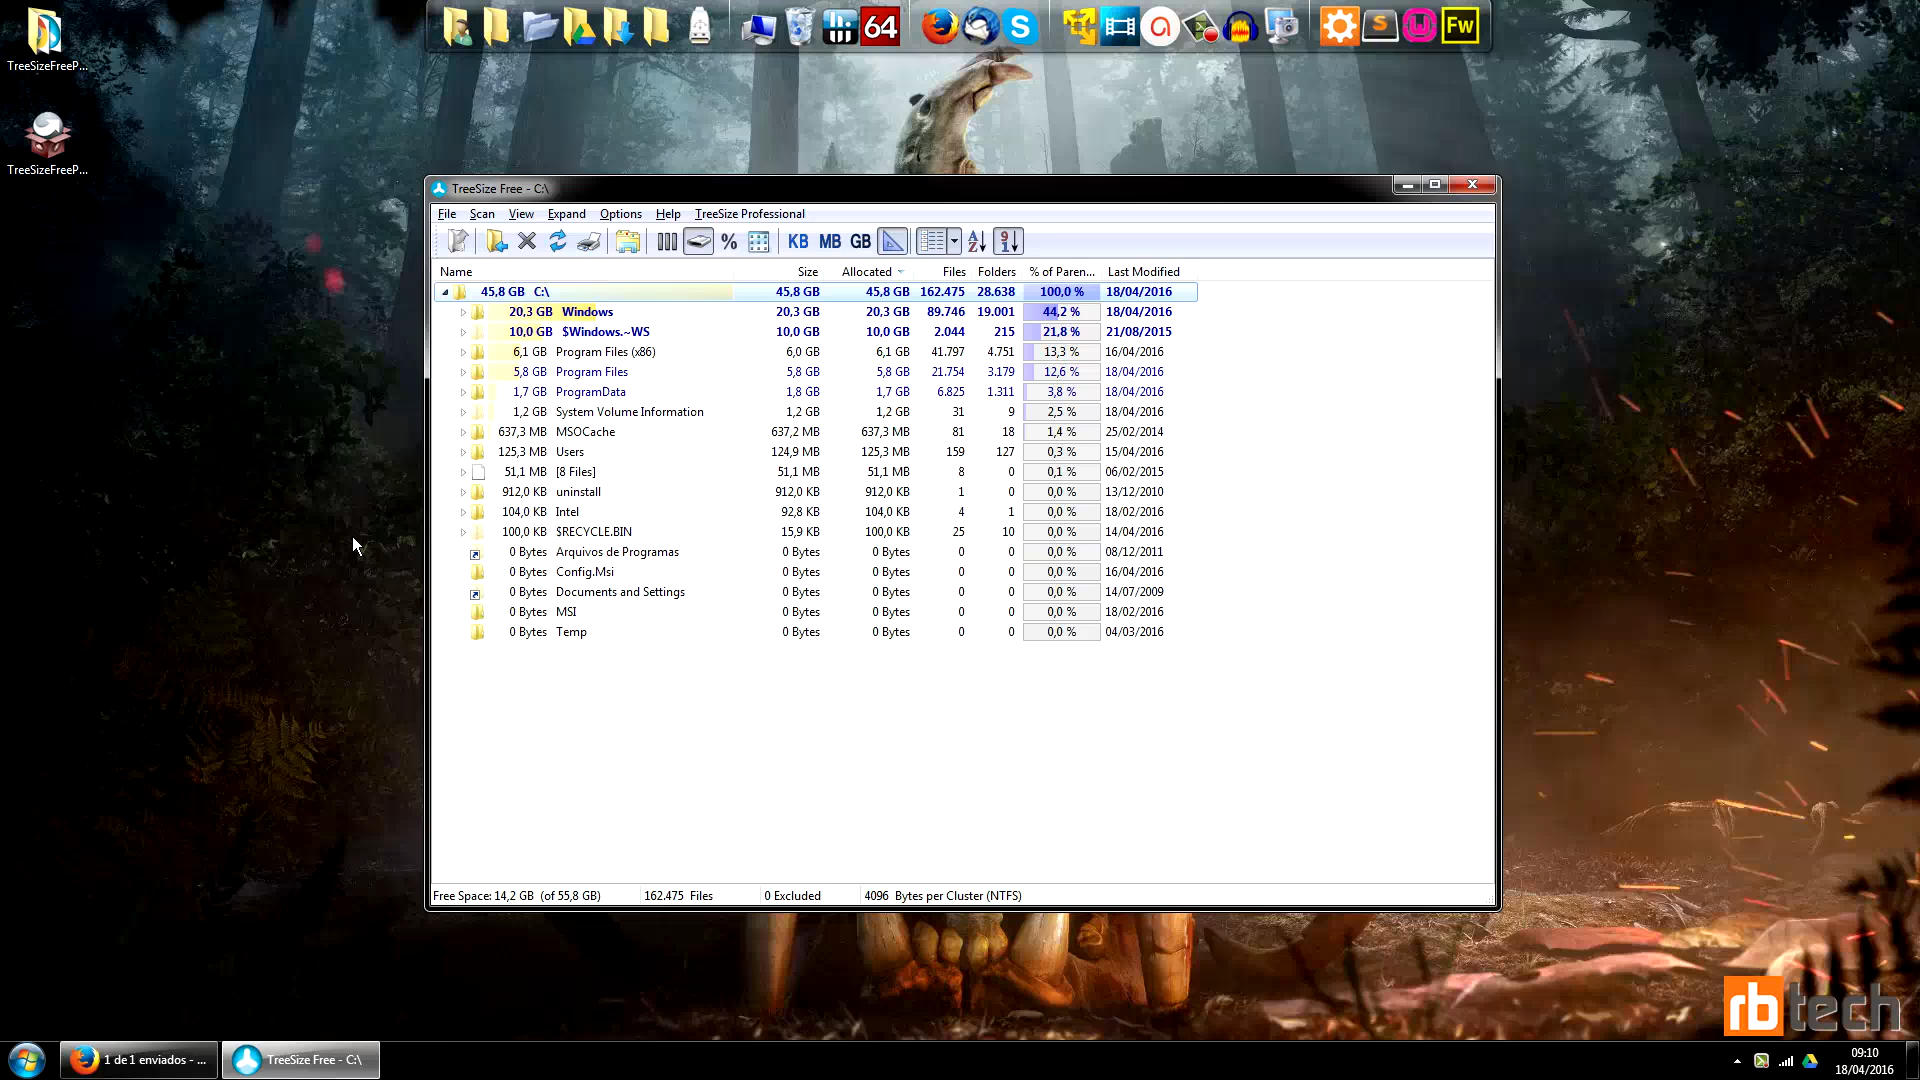 TreeSizeFreeP...
TreeSizeFreeP...
64
Fw
TreeSize Free - C:\
File Scan View Expand Options Help TreeSize Professional
% KB MB GB A Z 9 1
Name Size Allocated Files Folders % of Paren... Last Modified
45,8 GB C:\ 45,8 GB 45,8 GB 162.475 28.638 100,0 % 18/04/2016
20,3 GB Windows 20,3 GB 20,3 GB 89.746 19.001 44,2 % 18/04/2016
10,0 GB $Windows.~WS 10,0 GB 10,0 GB 2.044 215 21,8 % 21/08/2015
6,1 GB Program Files (x86) 6,0 GB 6,1 GB 41.797 4.751 13,3 % 16/04/2016
5,8 GB Program Files 5,8 GB 5,8 GB 21.754 3.179 12,6 % 18/04/2016
1,7 GB ProgramData 1,8 GB 1,7 GB 6.825 1.311 3,8 % 18/04/2016
1,2 GB System Volume Information 1,2 GB 1,2 GB 31 9 2,5 % 18/04/2016
637,3 MB MSOCache 637,2 MB 637,3 MB 81 18 1,4 % 25/02/2014
125,3 MB Users 124,9 MB 125,3 MB 159 127 0,3 % 15/04/2016
51,1 MB [8 Files] 51,1 MB 51,1 MB 8 0 0,1 % 06/02/2015
912,0 KB uninstall 912,0 KB 912,0 KB 1 0 0,0 % 13/12/2010
104,0 KB Intel 92,8 KB 104,0 KB 4 1 0,0 % 18/02/2016
100,0 KB $RECYCLE.BIN 15,9 KB 100,0 KB 25 10 0,0 % 14/04/2016
0 Bytes Arquivos de Programas 0 Bytes 0 Bytes 0 0 0,0 % 08/12/2011
0 Bytes Config.Msi 0 Bytes 0 Bytes 0 0 0,0 % 16/04/2016
0 Bytes Documents and Settings 0 Bytes 0 Bytes 0 0 0,0 % 14/07/2009
0 Bytes MSI 0 Bytes 0 Bytes 0 0 0,0 % 18/02/2016
0 Bytes Temp 0 Bytes 0 Bytes 0 0 0,0 % 04/03/2016
Free Space: 14,2 GB (of 55,8 GB) 162.475 Files 0 Excluded 4096 Bytes per Cluster (NTFS)
rbtech
1 de 1 enviados - ... TreeSize Free - C:\
09:10
18/04/2016